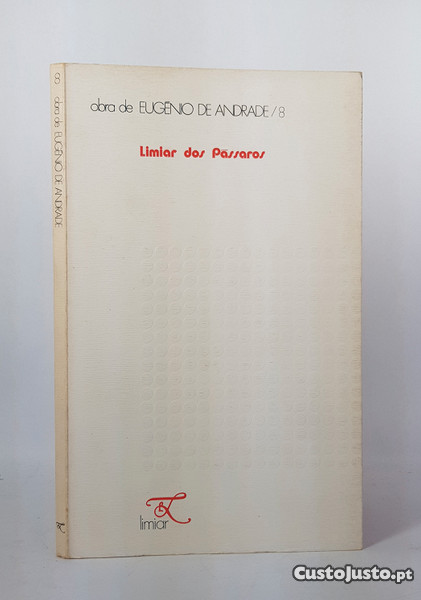 8 obra de EUGÉNIO DE ANDRADE
obra de EUGÉNIO DE ANDRADE/8
Limiar dos Pássaros
limiar
CustoJusto.pt